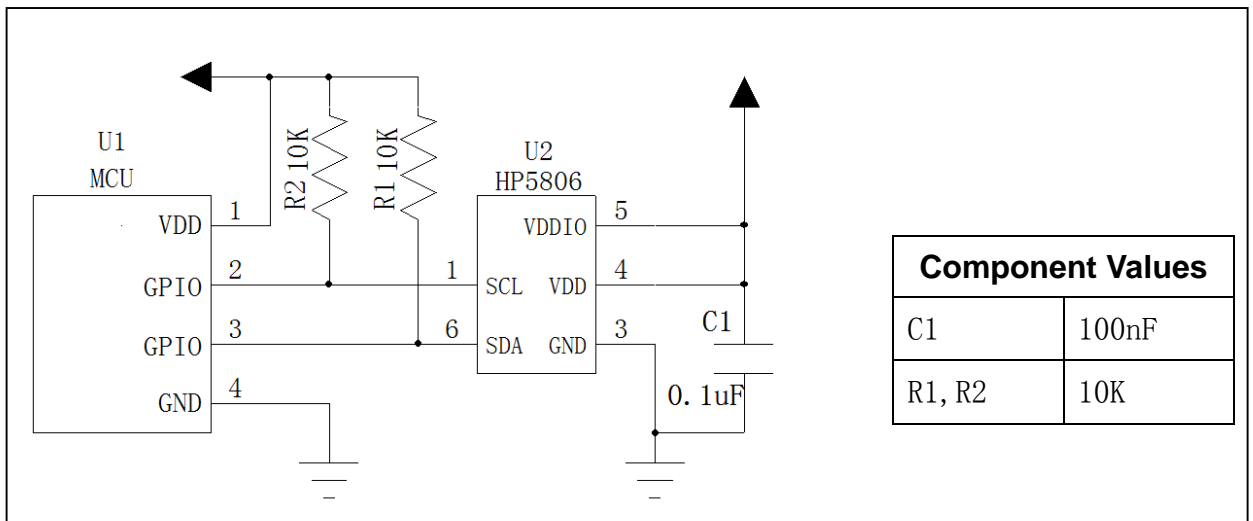 U1
MCU
VDD 1
GPIO 2
GPIO 3
GND 4
R2 10K
R1 10K
U2
HP5806
1 SCL
6 SDA
VDDIO 5
VDD 4
GND 3
C1
0.1uF
Component Values
C1 100nF
R1,R2 10K